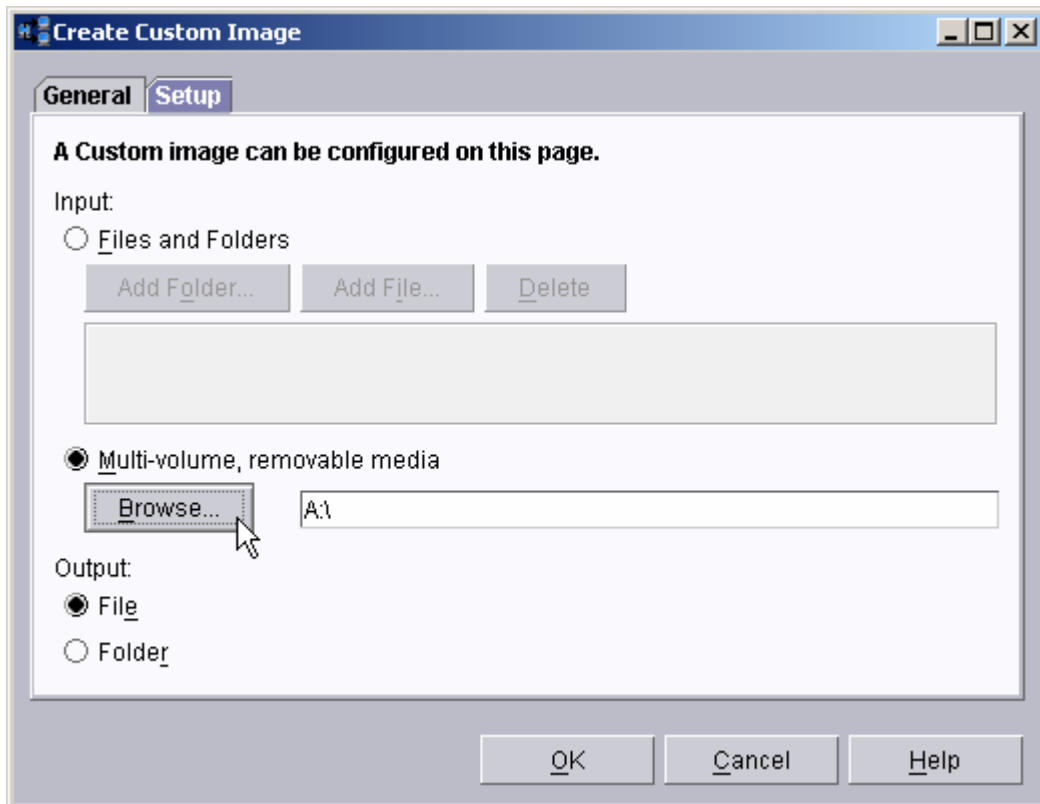 Create Custom Image
General Setup
A Custom image can be configured on this page.
Input:
Files and Folders
Add Folder... Add File... Delete
Multi-volume, removable media
Browse... A:\
Output:
File
Folder
OK Cancel Help